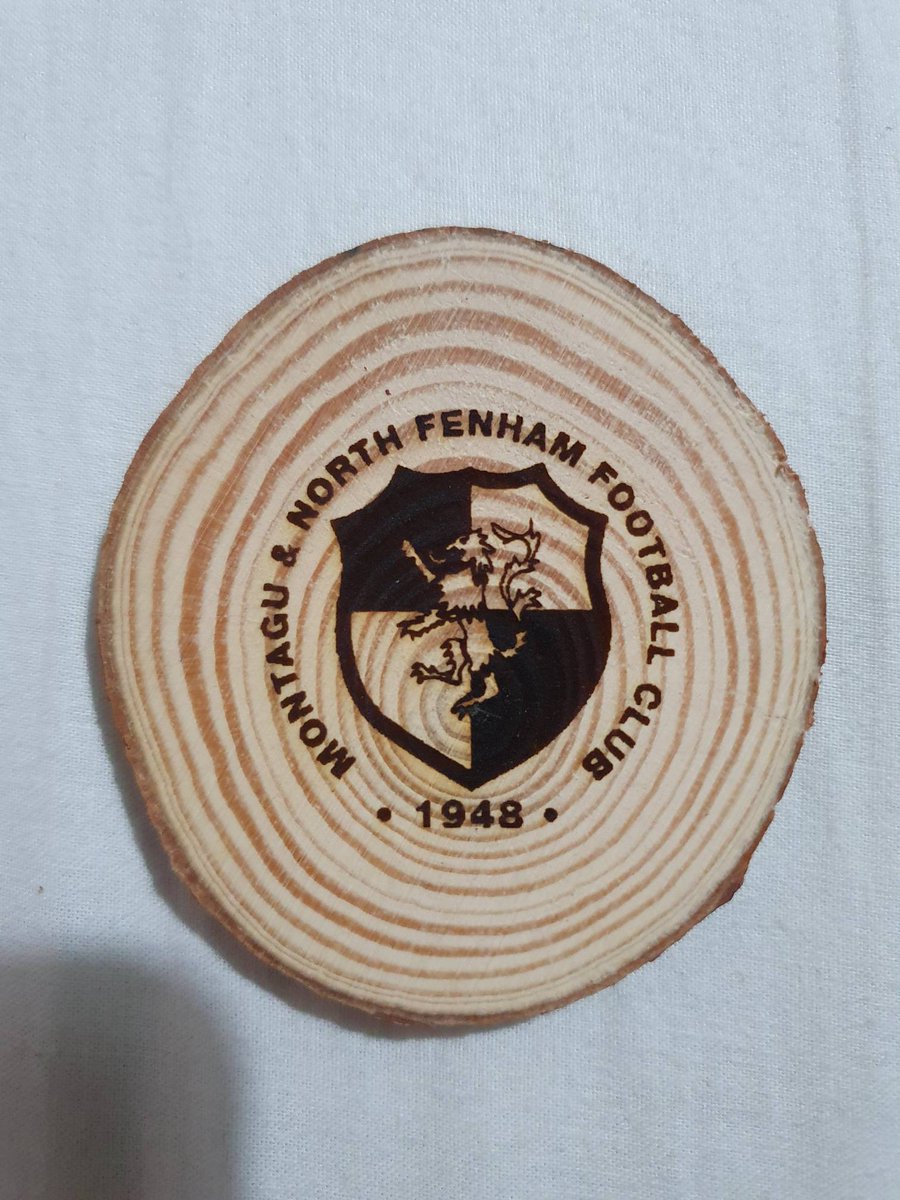 MONTAGU & NORTH FENHAM FOOTBALL CLUB
• 1948 •